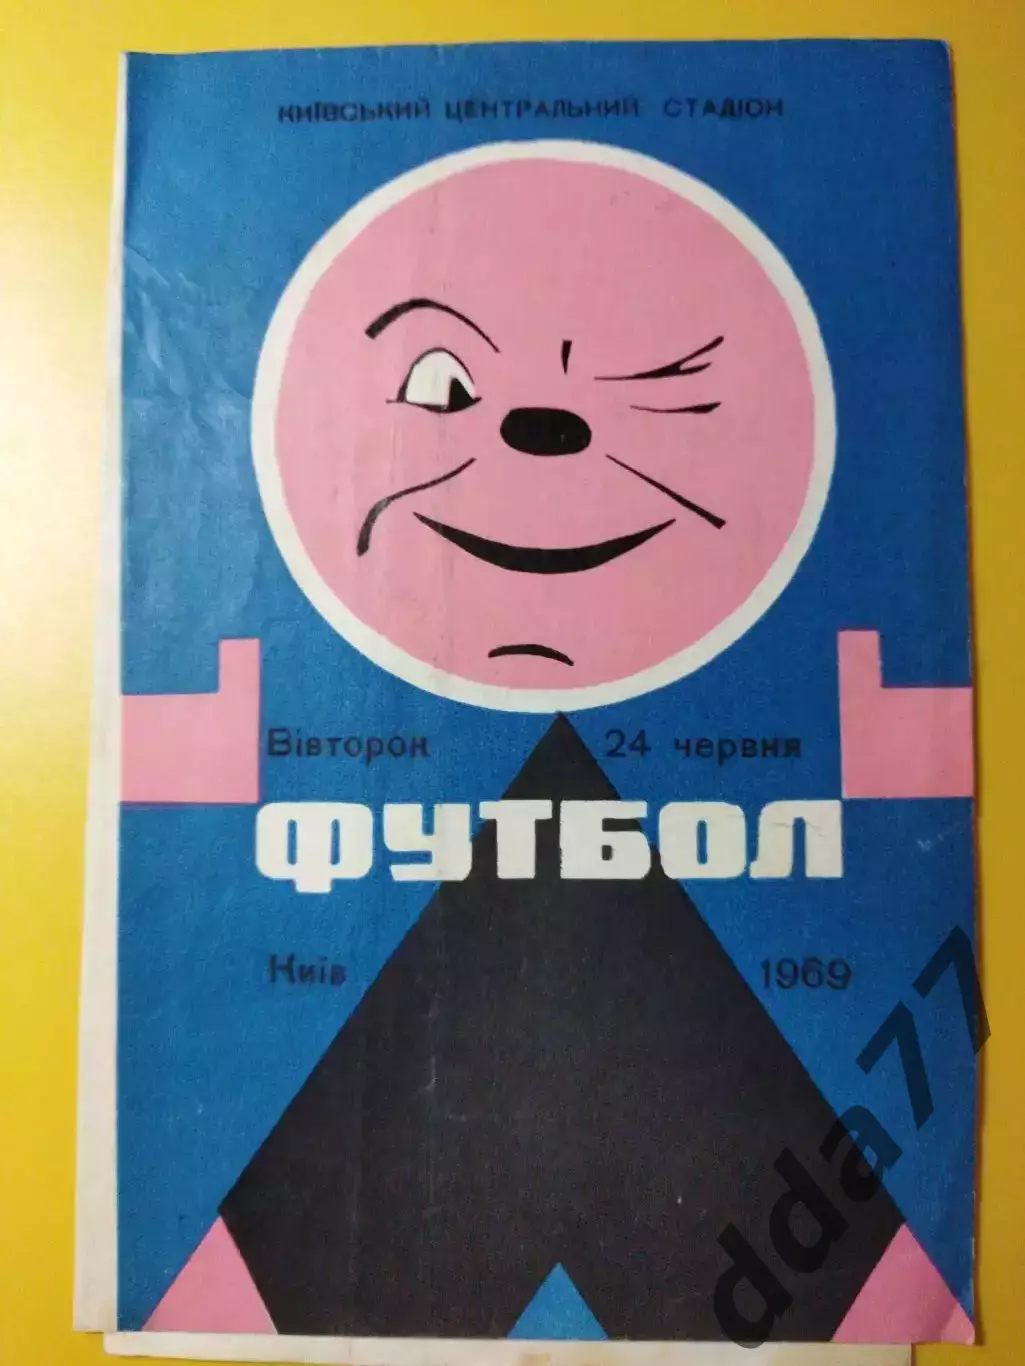 КИЇВСЬКИЙ ЦЕНТРАЛЬНИЙ СТАДІОН
Вівторок 24 червня
ФУТБОЛ
Київ 1969
dda77